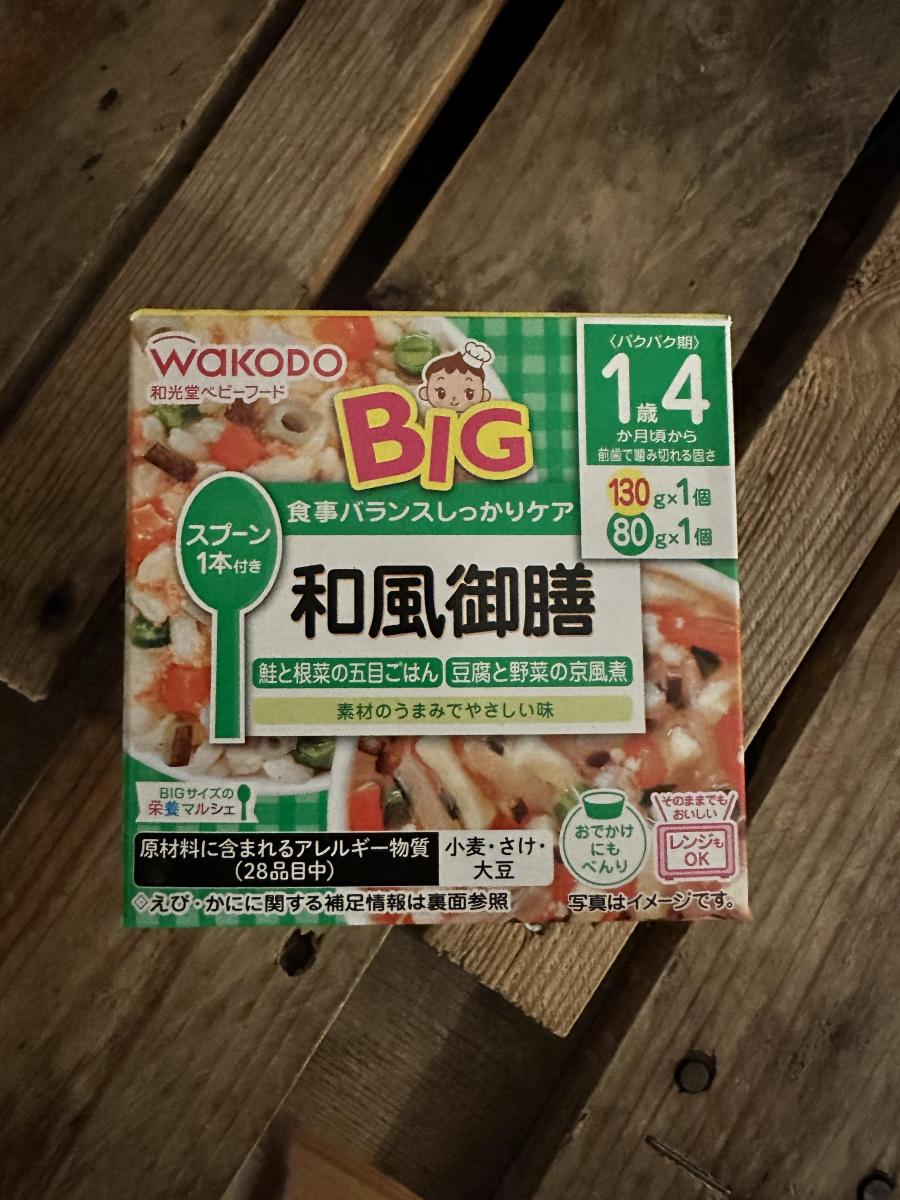 WAKODO
和光堂ベビーフード
BIG
食事バランスしっかりケア
〈パクパク期〉
1歳4
か月頃から
前歯で噛み切れる固さ
130g×1個
80g×1個
スプーン
1本付き
和風御膳
鮭と根菜の五目ごはん 豆腐と野菜の京風煮
素材のうまみでやさしい味
BIGサイズの
栄養マルシェ
おでかけ
にも
べんり
そのままでも
おいしい
レンジも
OK
原材料に含まれるアレルギー物質
(28品目中)
小麦・さけ・
大豆
◇えび・かにに関する補足情報は裏面参照
写真はイメージです。